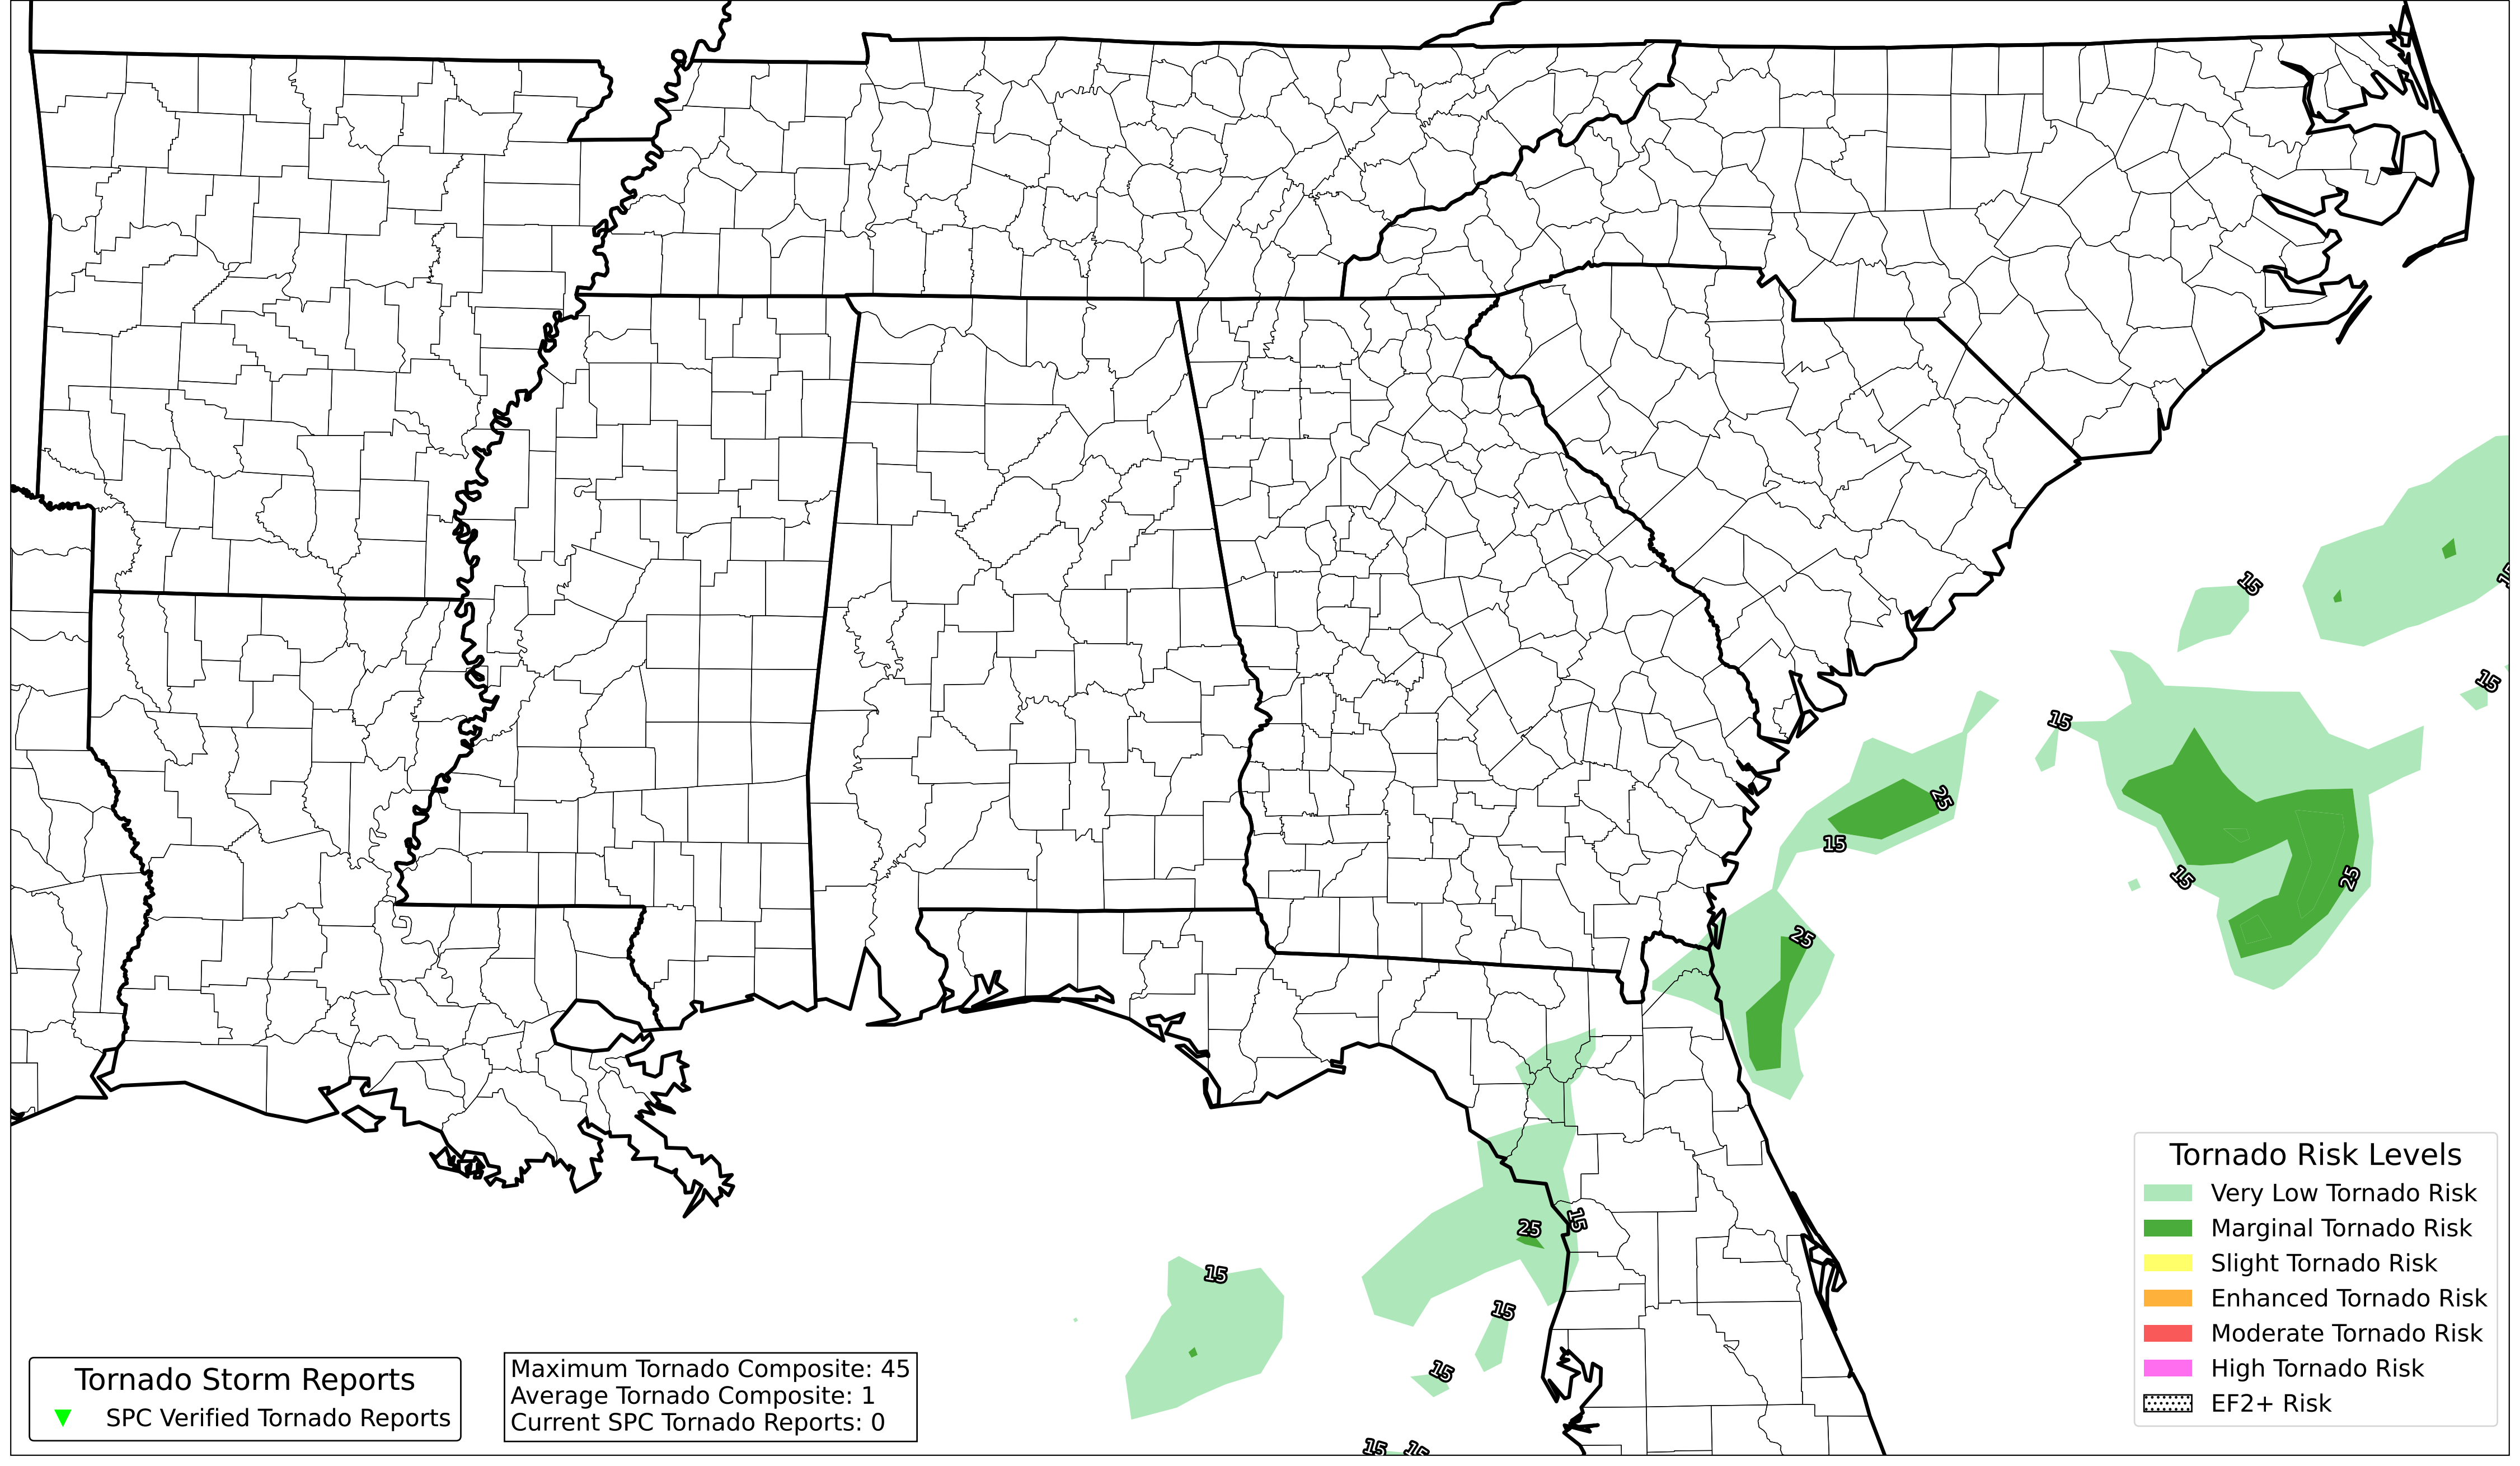 15
15
15
15
25
15
15
25
25
15
25
15
15
15
15
15 15
Tornado Risk Levels
Very Low Tornado Risk
Marginal Tornado Risk
Slight Tornado Risk
Enhanced Tornado Risk
Moderate Tornado Risk
High Tornado Risk
EF2+ Risk
Tornado Storm Reports
SPC Verified Tornado Reports
Maximum Tornado Composite: 45
Average Tornado Composite: 1
Current SPC Tornado Reports: 0